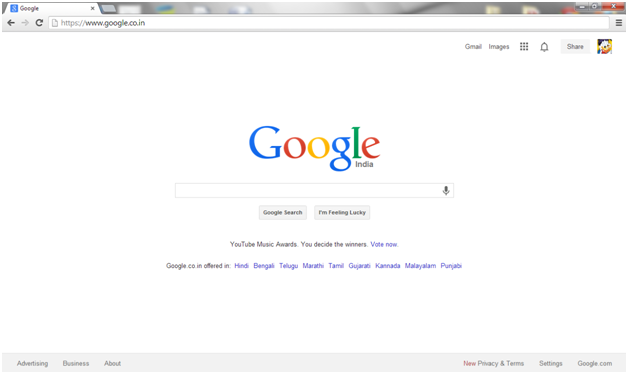 Google
https://www.google.co.in
Gmail Images Share
Google
India
Google Search I'm Feeling Lucky
YouTube Music Awards. You decide the winners. Vote now.
Google.co.in offered in: Hindi Bengali Telugu Marathi Tamil Gujarati Kannada Malayalam Punjabi
Advertising Business About New Privacy & Terms Settings Google.com